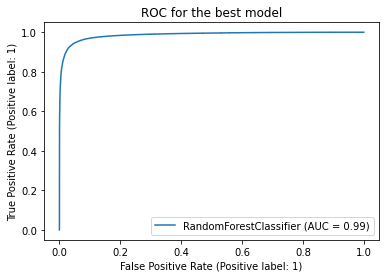 ROC for the best model
True Positive Rate (Positive label: 1)
1.0
0.8
0.6
0.4
0.2
0.0
RandomForestClassifier (AUC = 0.99)
0.0 0.2 0.4 0.6 0.8 1.0
False Positive Rate (Positive label: 1)